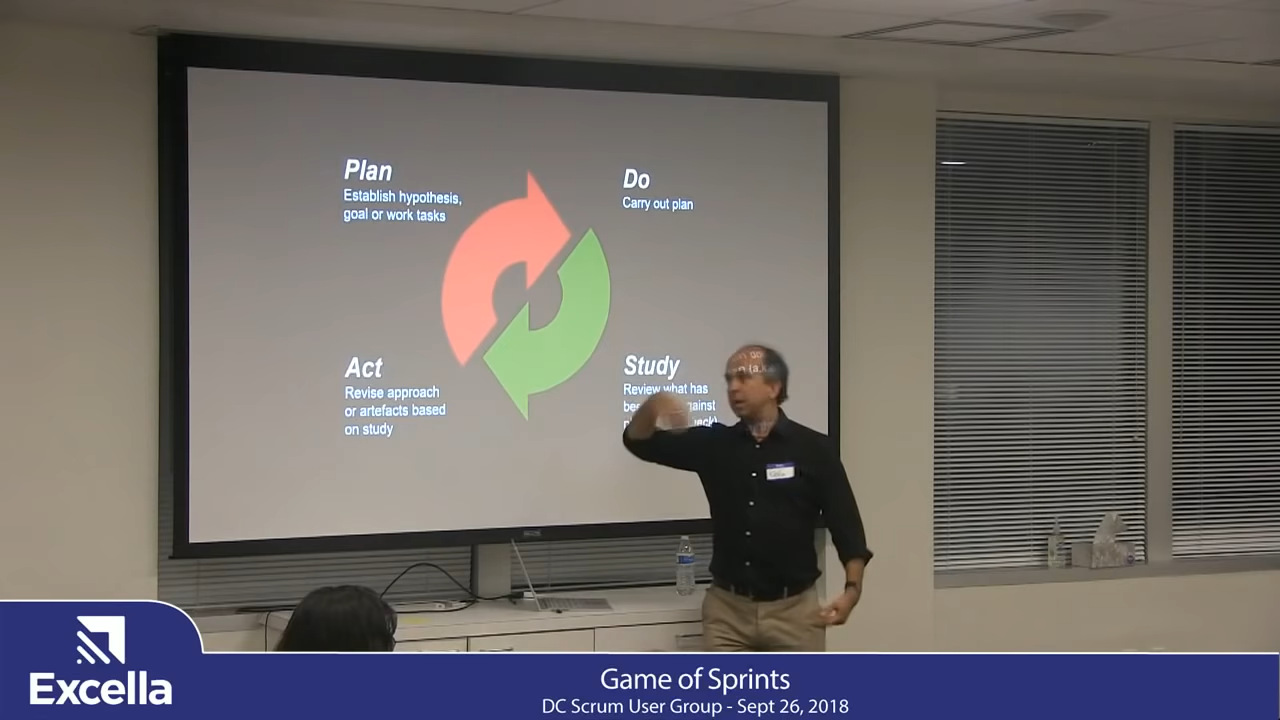 Plan
Establish hypothesis,
goal or work tasks
Do
Carry out plan
Act
Revise approach
or artefacts based
on study
Study
Review what has
Excella
Game of Sprints
DC Scrum User Group - Sept 26, 2018